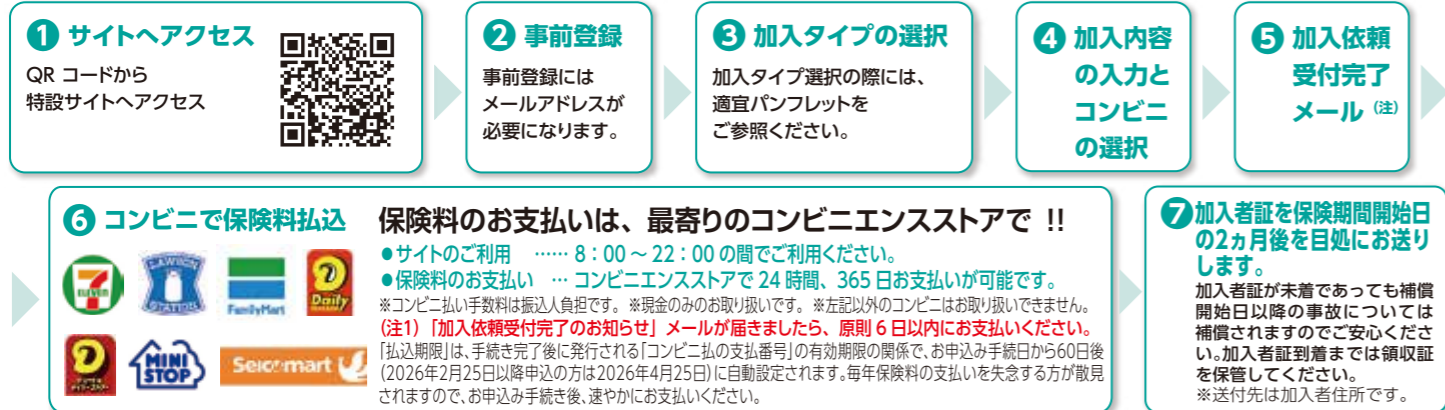 ❶ サイトへアクセス
QR コードから
特設サイトへアクセス
❷ 事前登録
事前登録には
メールアドレスが
必要になります。
❸ 加入タイプの選択
加入タイプ選択の際には、
適宜パンフレットを
ご参照ください。
❹ 加入内容
の入力と
コンビニ
の選択
❺ 加入依頼
受付完了
メール (注)
❻ コンビニで保険料払込
7
ELEVEN
LAWSON
STATION
FamilyMart
Daily
MINI
STOP
Seicomart
保険料のお支払いは、最寄りのコンビニエンスストアで !!
●サイトのご利用 …… 8:00 ~ 22:00 の間でご利用ください。
●保険料のお支払い … コンビニエンスストアで 24 時間、365 日お支払いが可能です。
※コンビニ払い手数料は振込人負担です。※現金のみのお取り扱いです。※左記以外のコンビニはお取り扱いできません。
(注1)「加入依頼受付完了のお知らせ」メールが届きましたら、原則 6 日以内にお支払いください。
「払込期限」は、手続き完了後に発行される「コンビニ払の支払番号」の有効期限の関係で、お申込み手続日から60日後
(2026年2月25日以降申込の方は2026年4月25日)に自動設定されます。毎年保険料の支払いを失念する方が散見
されますので、お申込み手続き後、速やかにお支払いください。
❼加入者証を保険期間開始日
の2ヵ月後を目処にお送り
します。
加入者証が未着であっても補償
開始日以降の事故については
補償されますのでご安心くださ
い。加入者証到着までは領収証
を保管してください。
※送付先は加入者住所です。